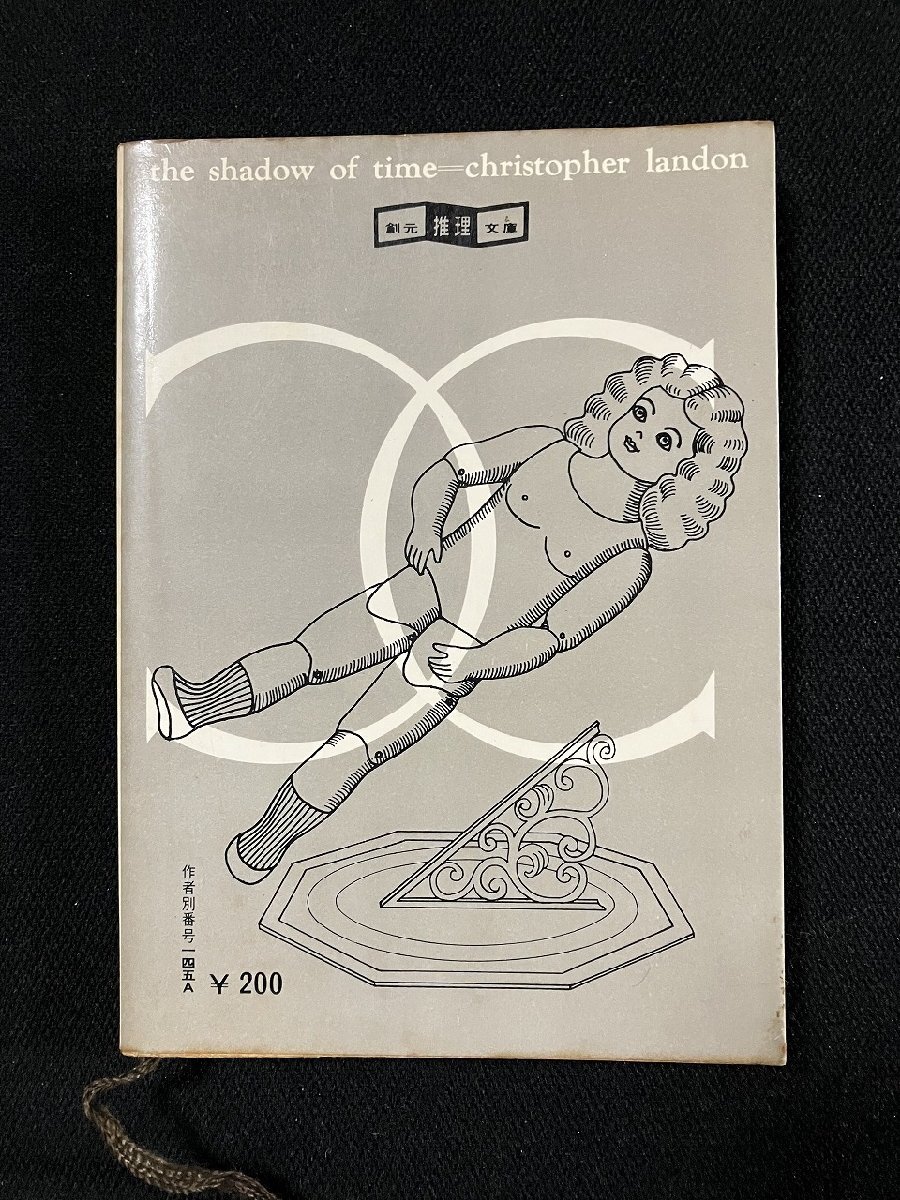 the shadow of time=christopher landon
創元 推理 文庫
作者別番号一四五A
¥ 200